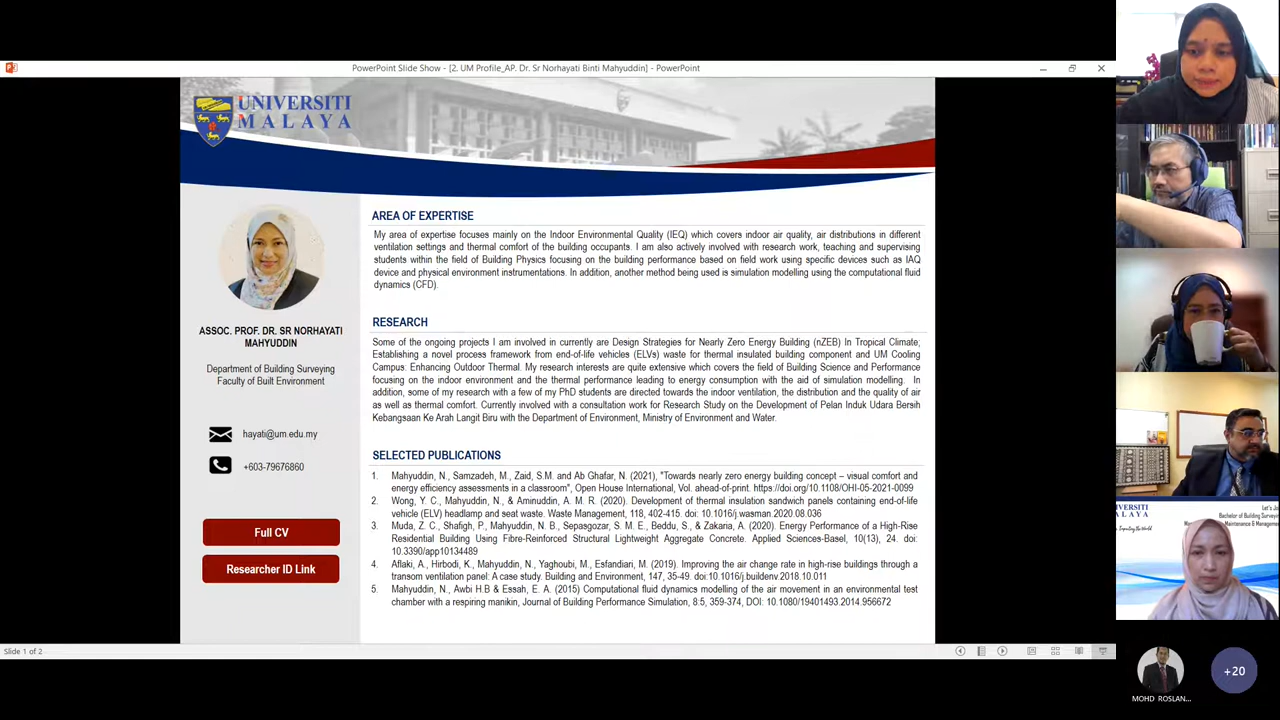 PowerPoint Slide Show - [2. UM Profile_AP. Dr. Sr Norhayati Binti Mahyuddin] - PowerPoint
UNIVERSITI
MALAYA
ASSOC. PROF. DR. SR NORHAYATI
MAHYUDDIN
Department of Building Surveying
Faculty of Built Environment
hayati@um.edu.my
+603-79676860
Full CV
Researcher ID Link
AREA OF EXPERTISE
My area of expertise focuses mainly on the Indoor Environmental Quality (IEQ) which covers indoor air quality, air distributions in different
ventilation settings and thermal comfort of the building occupants. I am also actively involved with research work, teaching and supervising
students within the field of Building Physics focusing on the building performance based on field work using specific devices such as IAQ
device and physical environment instrumentations. In addition, another method being used is simulation modelling using the computational fluid
dynamics (CFD).
RESEARCH
Some of the ongoing projects I am involved in currently are Design Strategies for Nearly Zero Energy Building (nZEB) In Tropical Climate;
Establishing a novel process framework from end-of-life vehicles (ELVs) waste for thermal insulated building component and UM Cooling
Campus: Enhancing Outdoor Thermal. My research interests are quite extensive which covers the field of Building Science and Performance
focusing on the indoor environment and the thermal performance leading to energy consumption with the aid of simulation modelling. In
addition, some of my research with a few of my PhD students are directed towards the indoor ventilation, the distribution and the quality of air
as well as thermal comfort. Currently involved with a consultation work for Research Study on the Development of Pelan Induk Udara Bersih
Kebangsaan Ke Arah Langit Biru with the Department of Environment, Ministry of Environment and Water.
SELECTED PUBLICATIONS
1. Mahyuddin, N., Samzadeh, M., Zaid, S.M. and Ab Ghafar, N. (2021), "Towards nearly zero energy building concept – visual comfort and
energy efficiency assessments in a classroom", Open House International, Vol. ahead-of-print. https://doi.org/10.1108/OHI-05-2021-0099
2. Wong, Y. C., Mahyuddin, N., & Aminuddin, A. M. R. (2020). Development of thermal insulation sandwich panels containing end-of-life
vehicle (ELV) headlamp and seat waste. Waste Management, 118, 402-415. doi: 10.1016/j.wasman.2020.08.036
3. Muda, Z. C., Shafigh, P., Mahyuddin, N. B., Sepasgozar, S. M. E., Beddu, S., & Zakaria, A. (2020). Energy Performance of a High-Rise
Residential Building Using Fibre-Reinforced Structural Lightweight Aggregate Concrete. Applied Sciences-Basel, 10(13), 24. doi:
10.3390/app10134489
4. Aflaki, A., Hirbodi, K., Mahyuddin, N., Yaghoubi, M., Esfandiari, M. (2019). Improving the air change rate in high-rise buildings through a
transom ventilation panel: A case study. Building and Environment, 147, 35-49. doi:10.1016/j.buildenv.2018.10.011
5. Mahyuddin, N., Awbi H.B & Essah, E. A. (2015) Computational fluid dynamics modelling of the air movement in an environmental test
chamber with a respiring manikin, Journal of Building Performance Simulation, 8:5, 359-374, DOI: 10.1080/19401493.2014.956672
Slide 1 of 2
Let's Jo
Bachelor of Building Surveyin
Maintenance & Manageme
MOHD ROSLAN...
+20